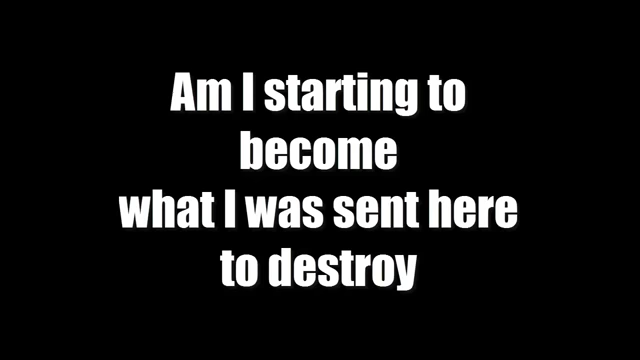 Am I starting to
become
what I was sent here
to destroy